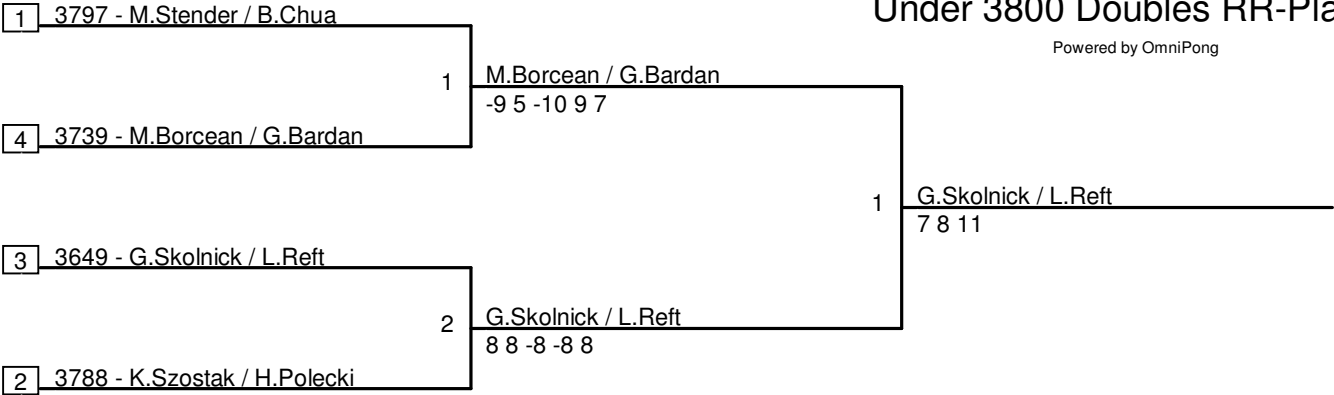 Under 3800 Doubles RR-Pla
Powered by OmniPong
1 3797 - M.Stender / B.Chua
1 M.Borcean / G.Bardan
-9 5 -10 9 7
4 3739 - M.Borcean / G.Bardan
1 G.Skolnick / L.Reft
7 8 11
3 3649 - G.Skolnick / L.Reft
2 G.Skolnick / L.Reft
8 8 -8 -8 8
2 3788 - K.Szostak / H.Polecki